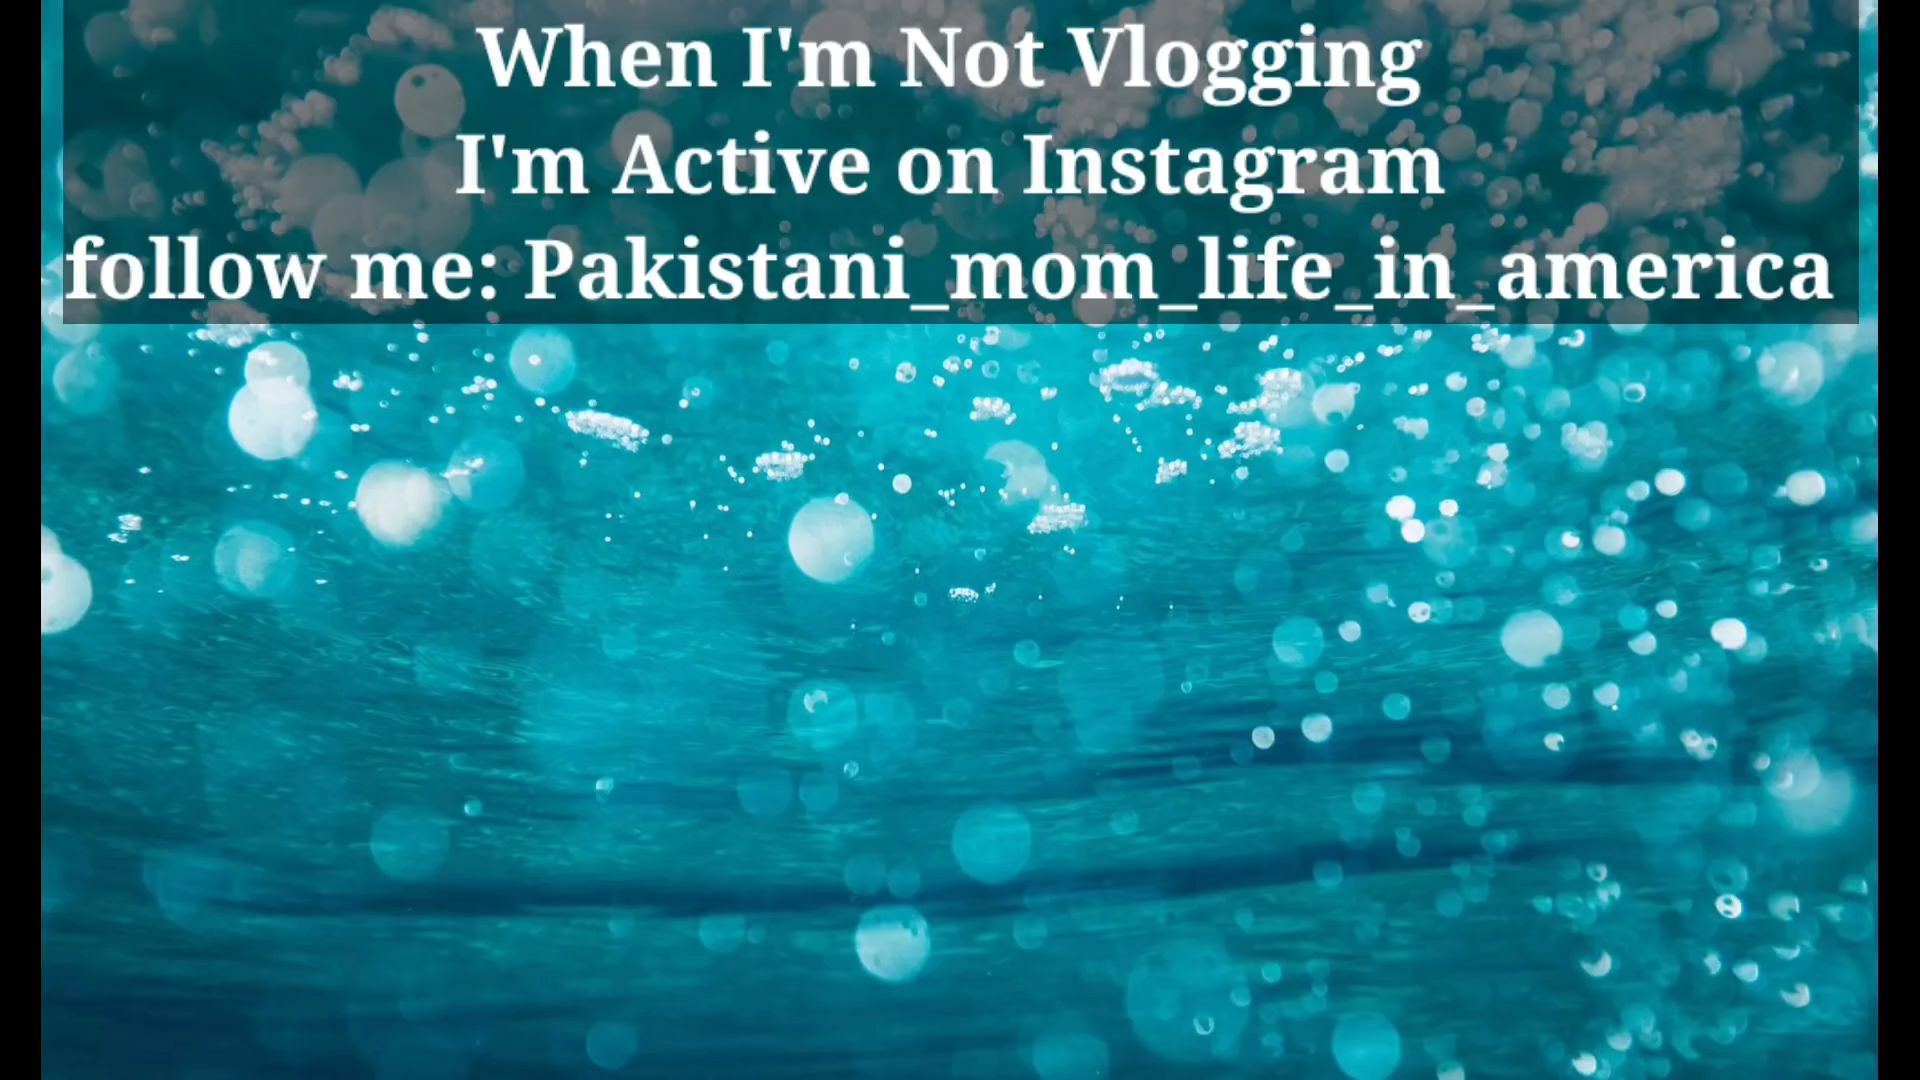 When I'm Not Vlogging
I'm Active on Instagram
follow me: Pakistani_mom_life_in_america